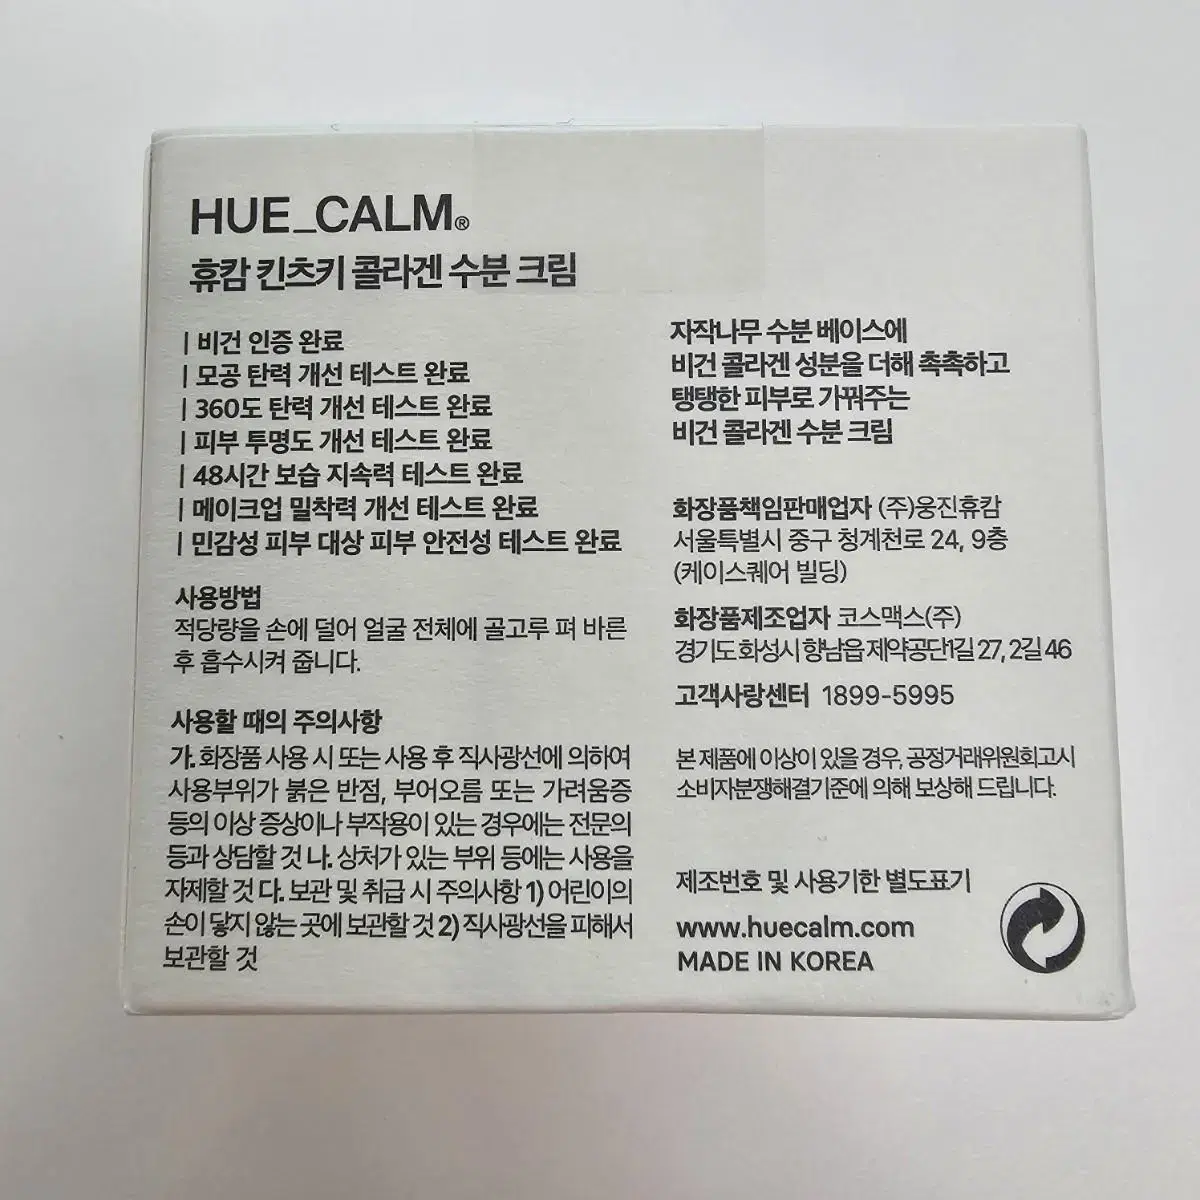 HUE_CALM®
휴캄 킨츠키 콜라겐 수분 크림
| 비건 인증 완료
| 모공 탄력 개선 테스트 완료
| 360도 탄력 개선 테스트 완료
| 피부 투명도 개선 테스트 완료
| 48시간 보습 지속력 테스트 완료
| 메이크업 밀착력 개선 테스트 완료
| 민감성 피부 대상 피부 안전성 테스트 완료
사용방법
적당량을 손에 덜어 얼굴 전체에 골고루 펴 바른
후 흡수시켜 줍니다.
사용할 때의 주의사항
가. 화장품 사용 시 또는 사용 후 직사광선에 의하여
사용부위가 붉은 반점, 부어오름 또는 가려움증
등의 이상 증상이나 부작용이 있는 경우에는 전문의
등과 상담할 것 나. 상처가 있는 부위 등에는 사용을
자제할 것 다. 보관 및 취급 시 주의사항 1) 어린이의
손이 닿지 않는 곳에 보관할 것 2) 직사광선을 피해서
보관할 것
자작나무 수분 베이스에
비건 콜라겐 성분을 더해 촉촉하고
탱탱한 피부로 가꿔주는
비건 콜라겐 수분 크림
화장품책임판매업자 (주)웅진휴캄
서울특별시 중구 청계천로 24, 9층
(케이스퀘어 빌딩)
화장품제조업자 코스맥스(주)
경기도 화성시 향남읍 제약공단1길 27, 2길 46
고객사랑센터 1899-5995
본 제품에 이상이 있을 경우, 공정거래위원회고시
소비자분쟁해결기준에 의해 보상해 드립니다.
제조번호 및 사용기한 별도표기
www.huecalm.com
MADE IN KOREA